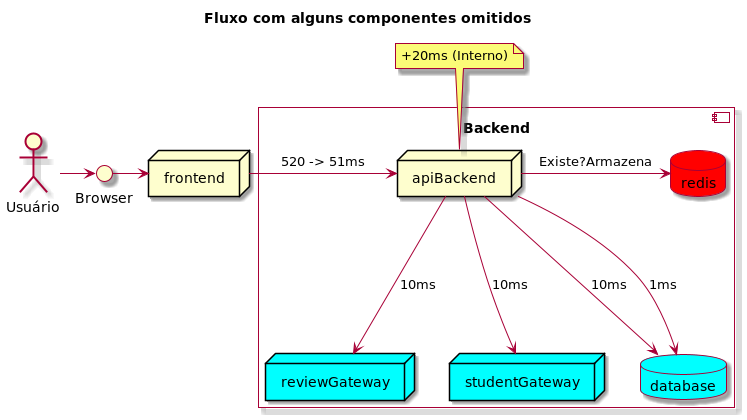 Fluxo com alguns componentes omitidos
+20ms (Interno)
Backend
Usuário
Browser
frontend
520 -> 51ms
apiBackend
Existe?Armazena
redis
10ms
10ms
10ms
1ms
reviewGateway
studentGateway
database